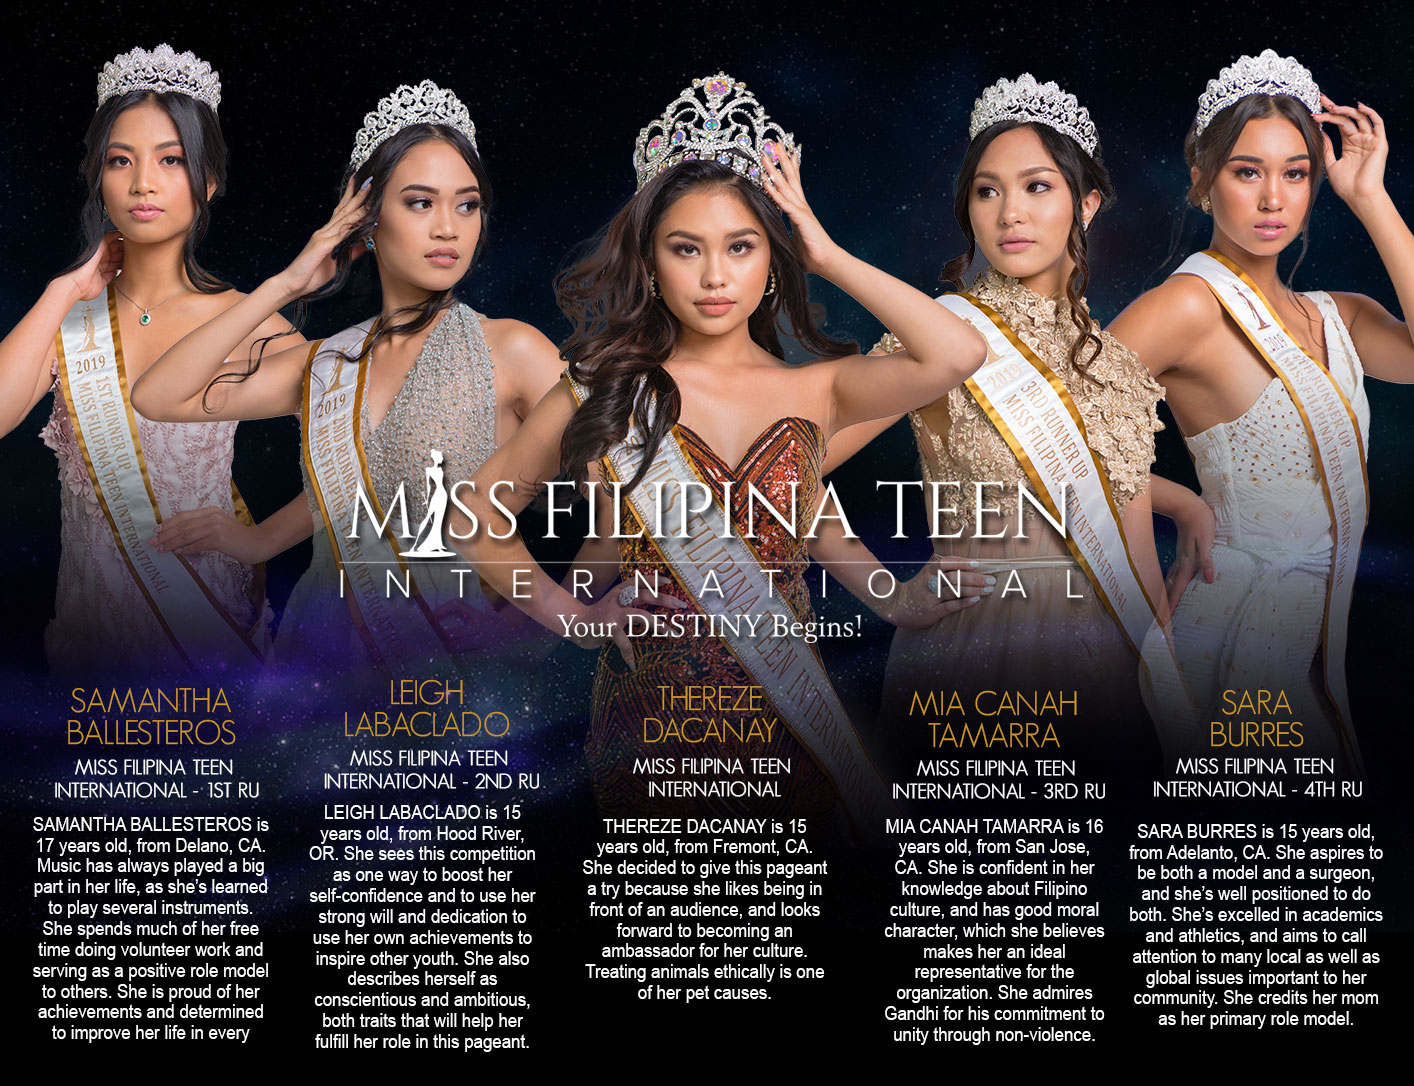 2019
1ST RUNNER UP
MISS FILIPINA TEEN INTERNATIONAL
2019
2ND RUNNER UP
MISS FILIPINA TEEN INTERNATIONAL
MISS FILIPINA TEEN INTERNATIONAL
2019
3RD RUNNER UP
MISS FILIPINA TEEN INTERNATIONAL
2019
4TH RUNNER UP
MISS FILIPINA TEEN INTERNATIONAL
MISS FILIPINA TEEN
INTERNATIONAL
Your DESTINY Begins!
SAMANTHA
BALLESTEROS
MISS FILIPINA TEEN
INTERNATIONAL - 1ST RU
SAMANTHA BALLESTEROS is
17 years old, from Delano, CA.
Music has always played a big
part in her life, as she's learned
to play several instruments.
She spends much of her free
time doing volunteer work and
serving as a positive role model
to others. She is proud of her
achievements and determined
to improve her life in every
LEIGH
LABACLADO
MISS FILIPINA TEEN
INTERNATIONAL - 2ND RU
LEIGH LABACLADO is 15
years old, from Hood River,
OR. She sees this competition
as one way to boost her
self-confidence and to use her
strong will and dedication to
use her own achievements to
inspire other youth. She also
describes herself as
conscientious and ambitious,
both traits that will help her
fulfill her role in this pageant.
THEREZE
DACANAY
MISS FILIPINA TEEN
INTERNATIONAL
THEREZE DACANAY is 15
years old, from Fremont, CA.
She decided to give this pageant
a try because she likes being in
front of an audience, and looks
forward to becoming an
ambassador for her culture.
Treating animals ethically is one
of her pet causes.
MIA CANAH
TAMARRA
MISS FILIPINA TEEN
INTERNATIONAL - 3RD RU
MIA CANAH TAMARRA is 16
years old, from San Jose,
CA. She is confident in her
knowledge about Filipino
culture, and has good moral
character, which she believes
makes her an ideal
representative for the
organization. She admires
Gandhi for his commitment to
unity through non-violence.
SARA
BURRES
MISS FILIPINA TEEN
INTERNATIONAL - 4TH RU
SARA BURRES is 15 years old,
from Adelanto, CA. She aspires to
be both a model and a surgeon,
and she's well positioned to do
both. She's excelled in academics
and athletics, and aims to call
attention to many local as well as
global issues important to her
community. She credits her mom
as her primary role model.